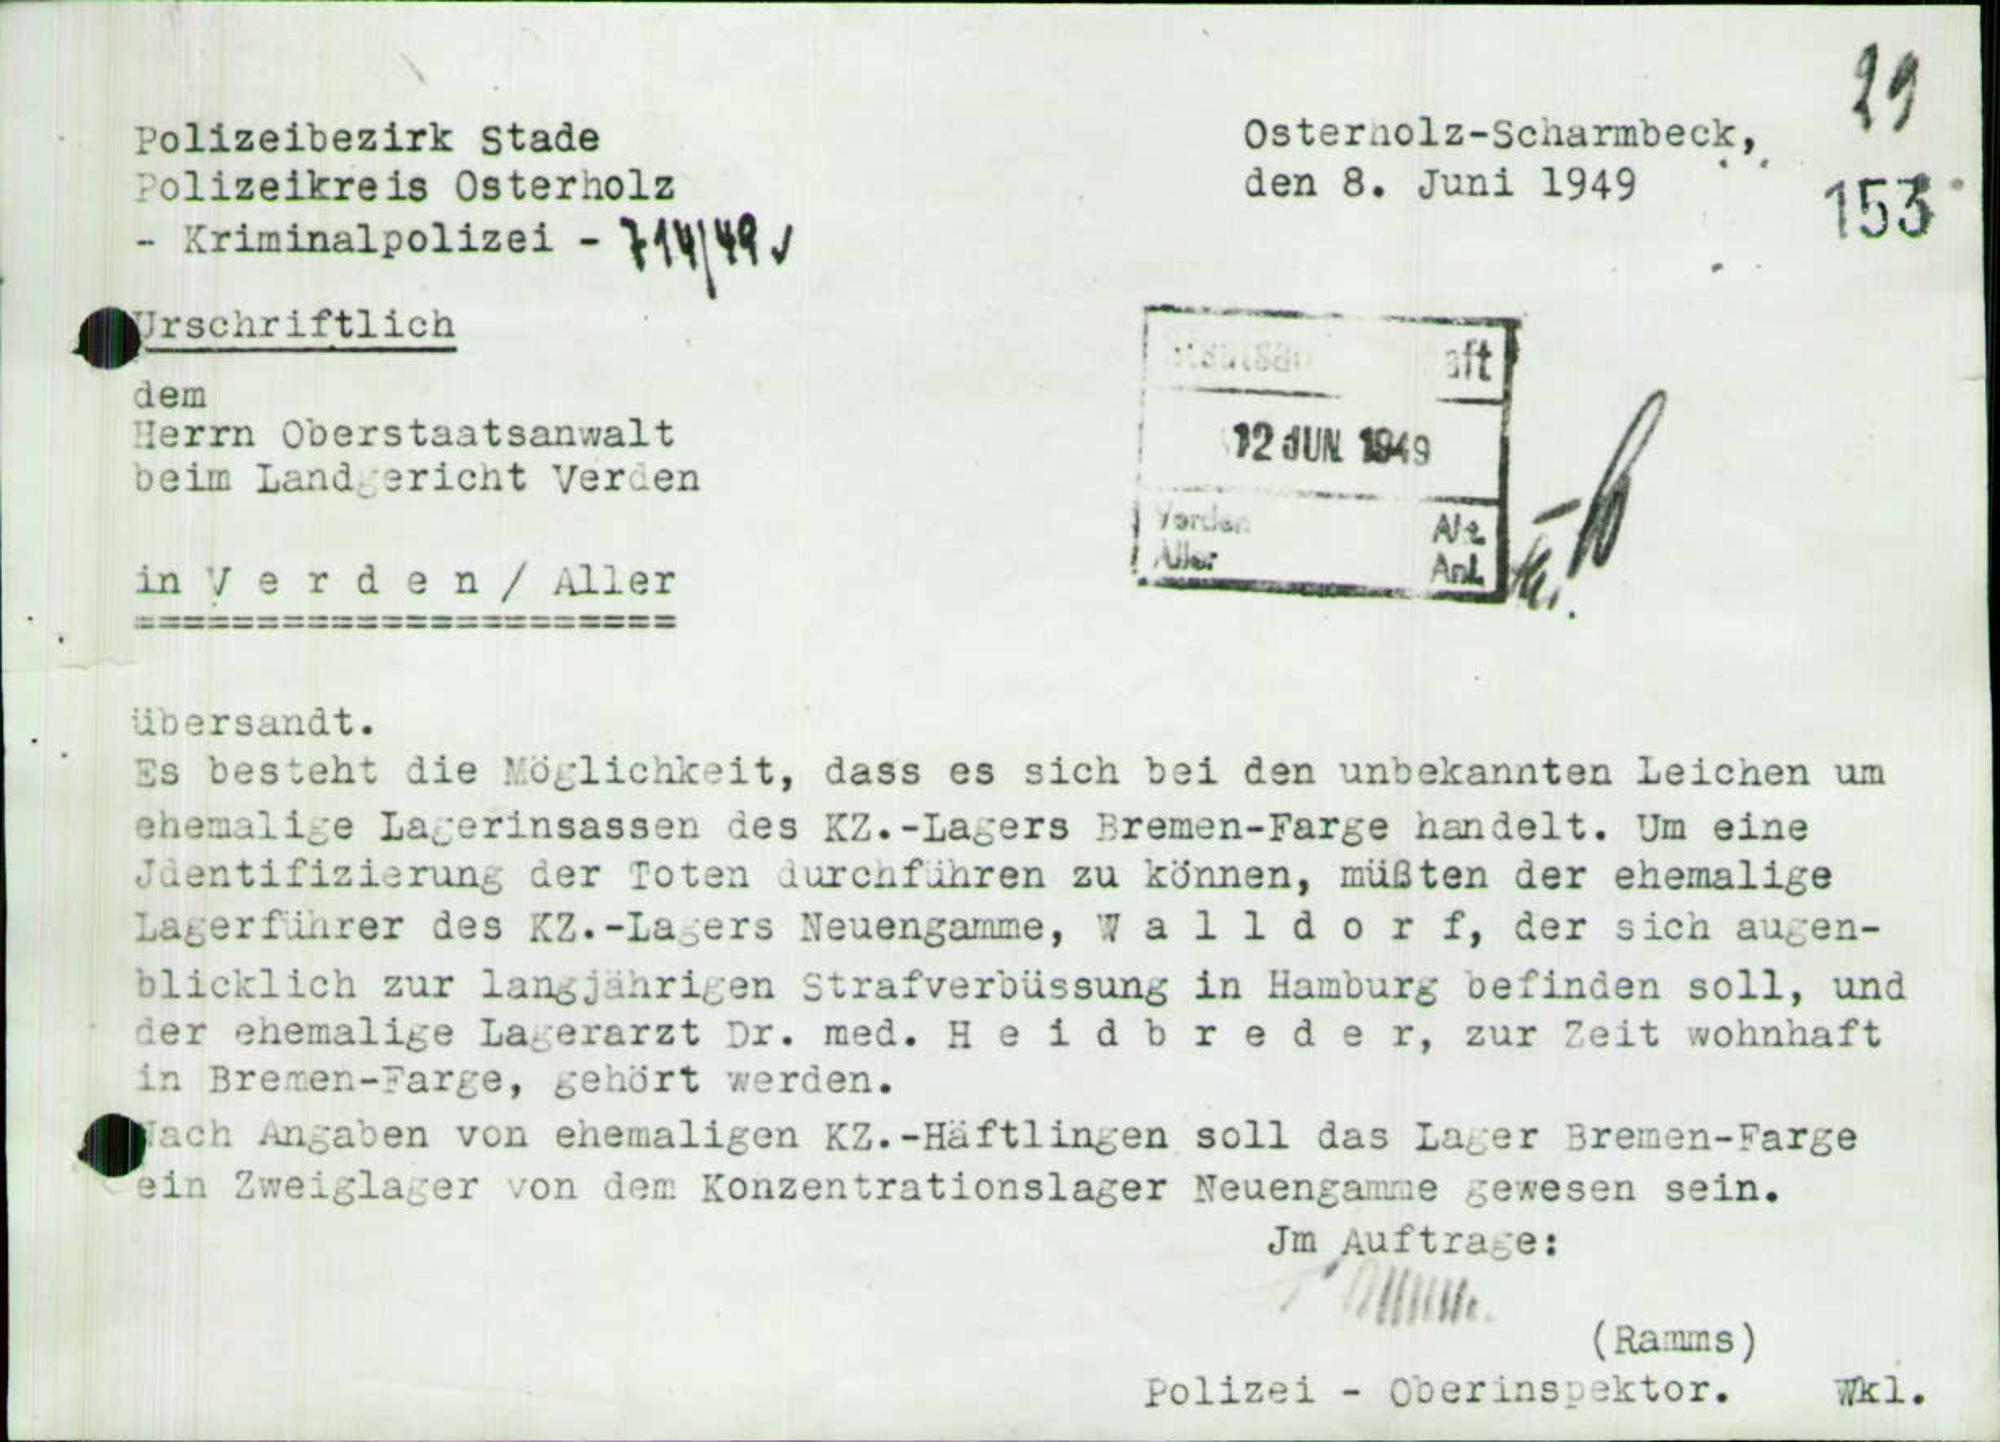 29
Polizeibezirk Stade
Osterholz-Scharmbeck,
Polizeikreis Osterholz
den 8. Juni 1949
153
- Kriminalpolizei - 714/49
Urschriftlich
aft
dem
Herrn Oberstaatsanwalt
12 JUN. 1949
beim Landgericht Verden
Verden
Akt.
Aller
Anl.
in V e r d e n / Aller
======================
übersandt.
Es besteht die Möglichkeit, dass es sich bei den unbekannten Leichen um
ehemalige Lagerinsassen des KZ.-Lagers Bremen-Farge handelt. Um eine
Jdentifizierung der Toten durchführen zu können, müßten der ehemalige
Lagerführer des KZ.-Lagers Neuengamme, W a l l d o r f, der sich augen-
blicklich zur langjährigen Strafverbüssung in Hamburg befinden soll, und
der ehemalige Lagerarzt Dr. med. H e i d b r e d e r, zur Zeit wohnhaft
in Bremen-Farge, gehört werden.
Nach Angaben von ehemaligen KZ.-Häftlingen soll das Lager Bremen-Farge
ein Zweiglager von dem Konzentrationslager Neuengamme gewesen sein.
Jm Auftrage:
(Ramms)
Polizei - Oberinspektor. Wkl.